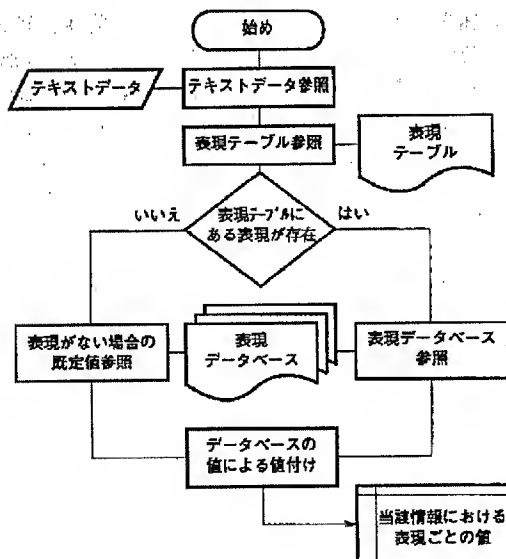 始め
テキストデータ
テキストデータ参照
表現テーブル参照
表現
テーブル
いいえ
表現テーブルに
ある表現が存在
はい
表現がない場合の
既定値参照
表現
データベース
表現データベース
参照
データベースの
値による値付け
当該情報における
表現ごとの値